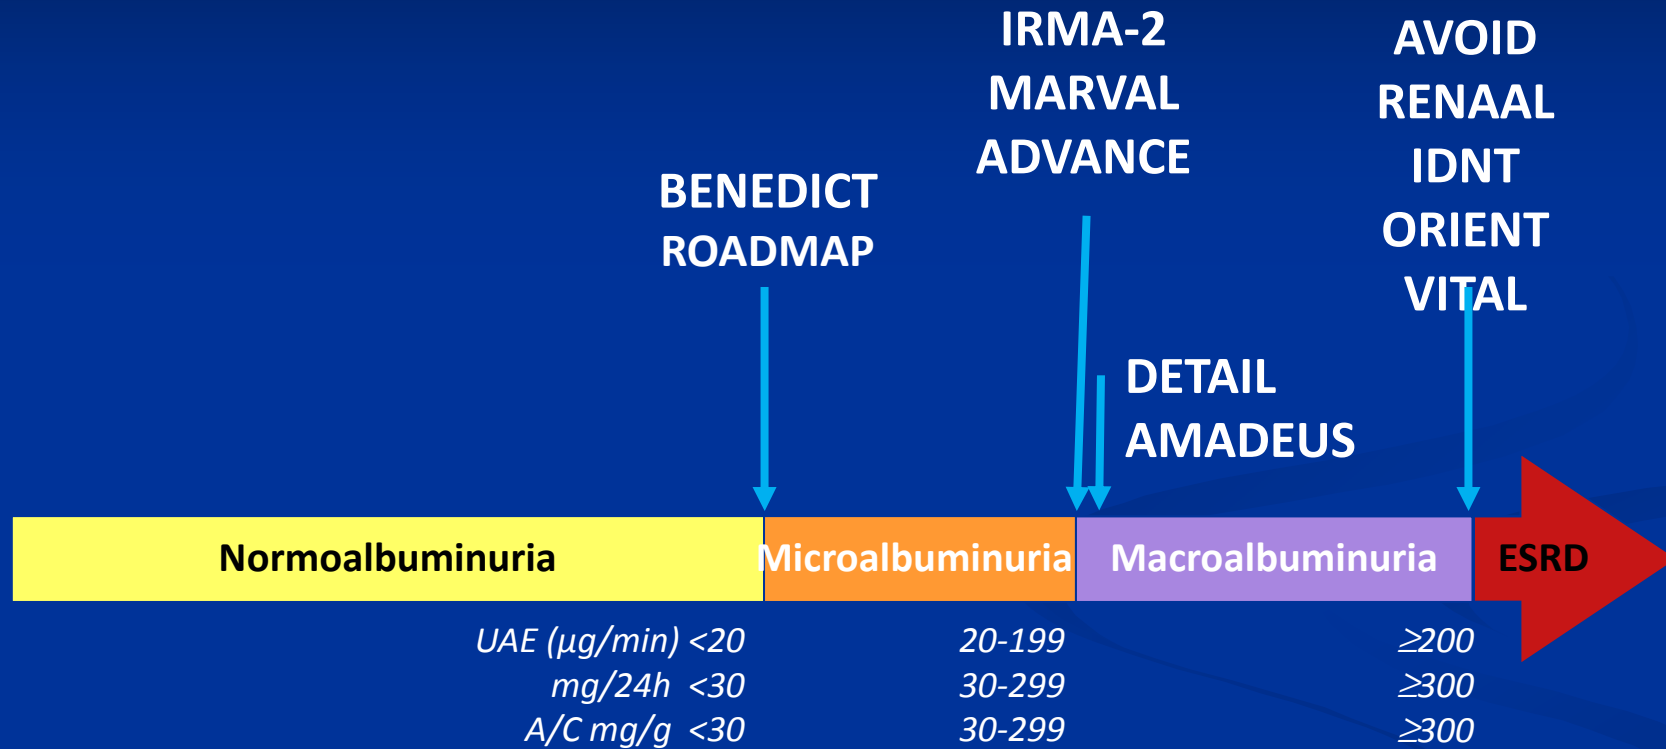 IRMA-2
MARVAL
ADVANCE
AVOID
RENAAL
IDNT
ORIENT
VITAL
BENEDICT
ROADMAP
DETAIL
AMADEUS
Normoalbuminuria
Microalbuminuria
Macroalbuminuria
ESRD
UAE (μg/min) <20 20-199 ≥200
mg/24h <30 30-299 ≥300
A/C mg/g <30 30-299 ≥300